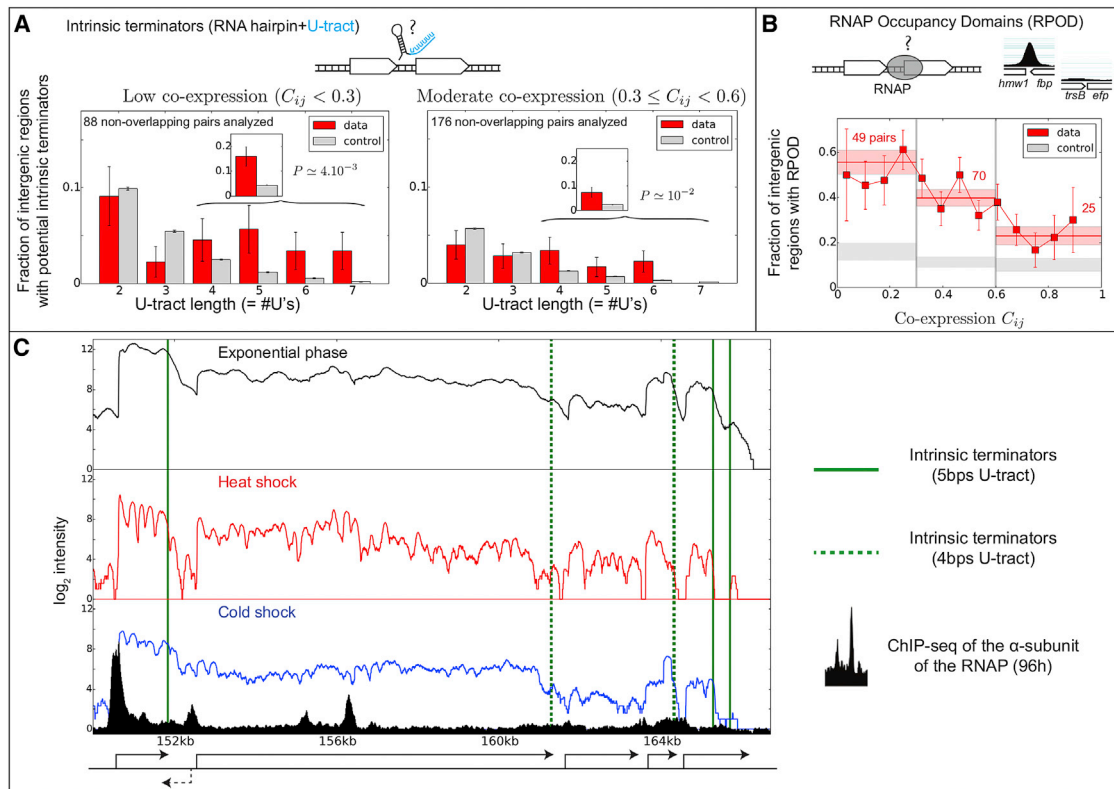 A
Intrinsic terminators (RNA hairpin+U-tract)
?
UUUUUU
Low co-expression (Cij < 0.3)
Moderate co-expression (0.3 ≤ Cij < 0.6)
Fraction of intergenic regions
with potential intrinsic terminators
88 non-overlapping pairs analyzed
data
control
0.2
0.1
0
P ≃ 4.10⁻³
0.1
0
2 3 4 5 6 7
U-tract length (= #U's)
176 non-overlapping pairs analyzed
data
control
0.2
0.1
0
P ≃ 10⁻²
0.1
0
2 3 4 5 6 7
U-tract length (= #U's)
B
RNAP Occupancy Domains (RPOD)
?
RNAP
hmw1 fbp
trsB efp
Fraction of intergenic
regions with RPOD
49 pairs
70
25
data
control
0.6
0.4
0.2
0
0 0.2 0.4 0.6 0.8 1
Co-expression Cij
C
log2 intensity
Exponential phase
12
8
4
0
Heat shock
12
8
4
0
Cold shock
12
8
4
0
152kb 156kb 160kb 164kb
Intrinsic terminators
(5bps U-tract)
Intrinsic terminators
(4bps U-tract)
ChIP-seq of the α-subunit
of the RNAP (96h)